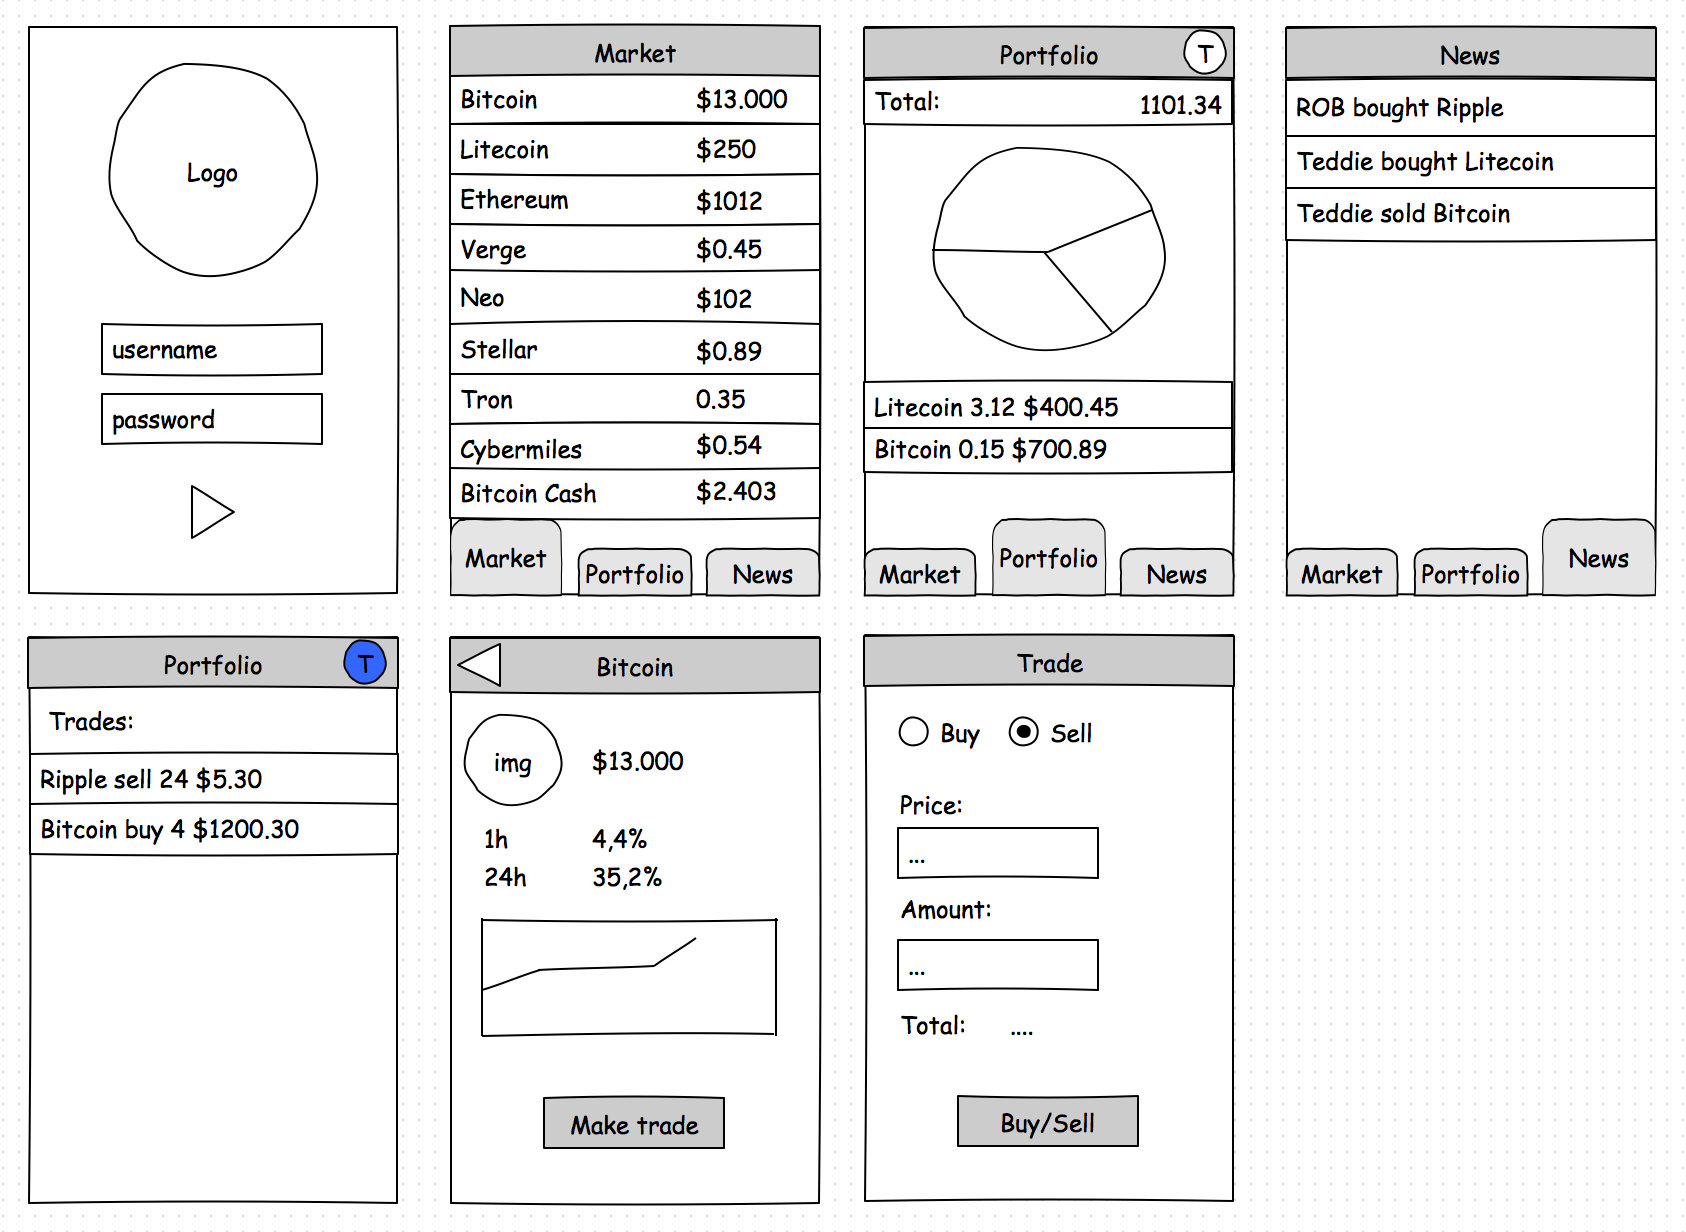 Logo
username
password
Market
Bitcoin $13.000
Litecoin $250
Ethereum $1012
Verge $0.45
Neo $102
Stellar $0.89
Tron 0.35
Cybermiles $0.54
Bitcoin Cash $2.403
Market Portfolio News
Portfolio T
Total: 1101.34
Litecoin 3.12 $400.45
Bitcoin 0.15 $700.89
Market Portfolio News
News
ROB bought Ripple
Teddie bought Litecoin
Teddie sold Bitcoin
Market Portfolio News
Portfolio T
Trades:
Ripple sell 24 $5.30
Bitcoin buy 4 $1200.30
Bitcoin
img $13.000
1h 4,4%
24h 35,2%
Make trade
Trade
Buy Sell
Price:
...
Amount:
...
Total: ....
Buy/Sell